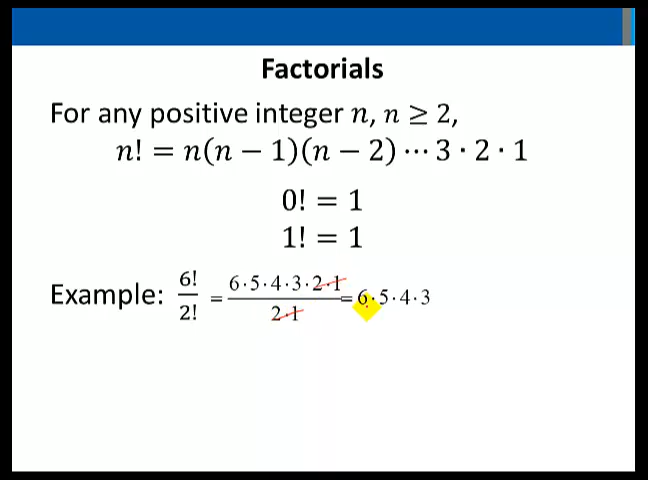 Factorials
For any positive integer n, n ≥ 2,
n! = n(n − 1)(n − 2) ⋯ 3 · 2 · 1
0! = 1
1! = 1
Example: 6!/2! = 6·5·4·3·2·1/2·1 = 6·5·4·3